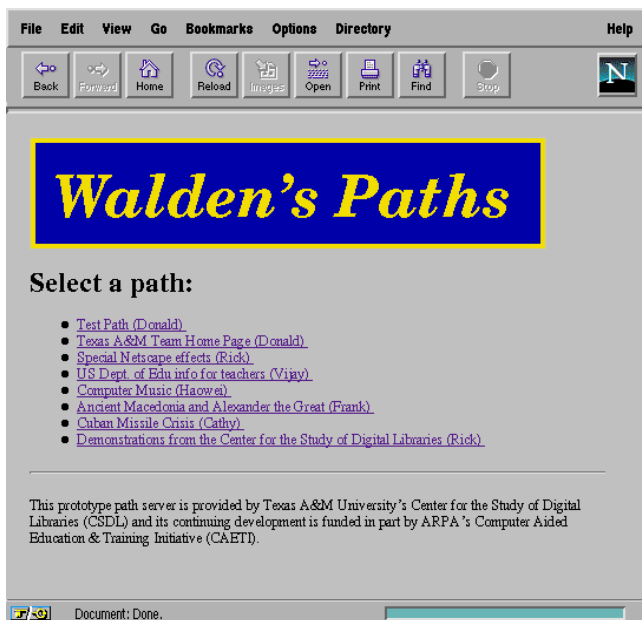 File Edit View Go Bookmarks Options Directory Help
Back Forward Home Reload Images Open Print Find Stop
N
Walden's Paths
Select a path:
Test Path (Donald)
Texas A&M Team Home Page (Donald)
Special Netscape effects (Rick)
US Dept. of Edu info for teachers (Vijay)
Computer Music (Haowei)
Ancient Macedonia and Alexander the Great (Frank)
Cuban Missile Crisis (Cathy)
Demonstrations from the Center for the Study of Digital Libraries (Rick)
This prototype path server is provided by Texas A&M University's Center for the Study of Digital
Libraries (CSDL) and its continuing development is funded in part by ARPA's Computer Aided
Education & Training Initiative (CAETI).
Document: Done.